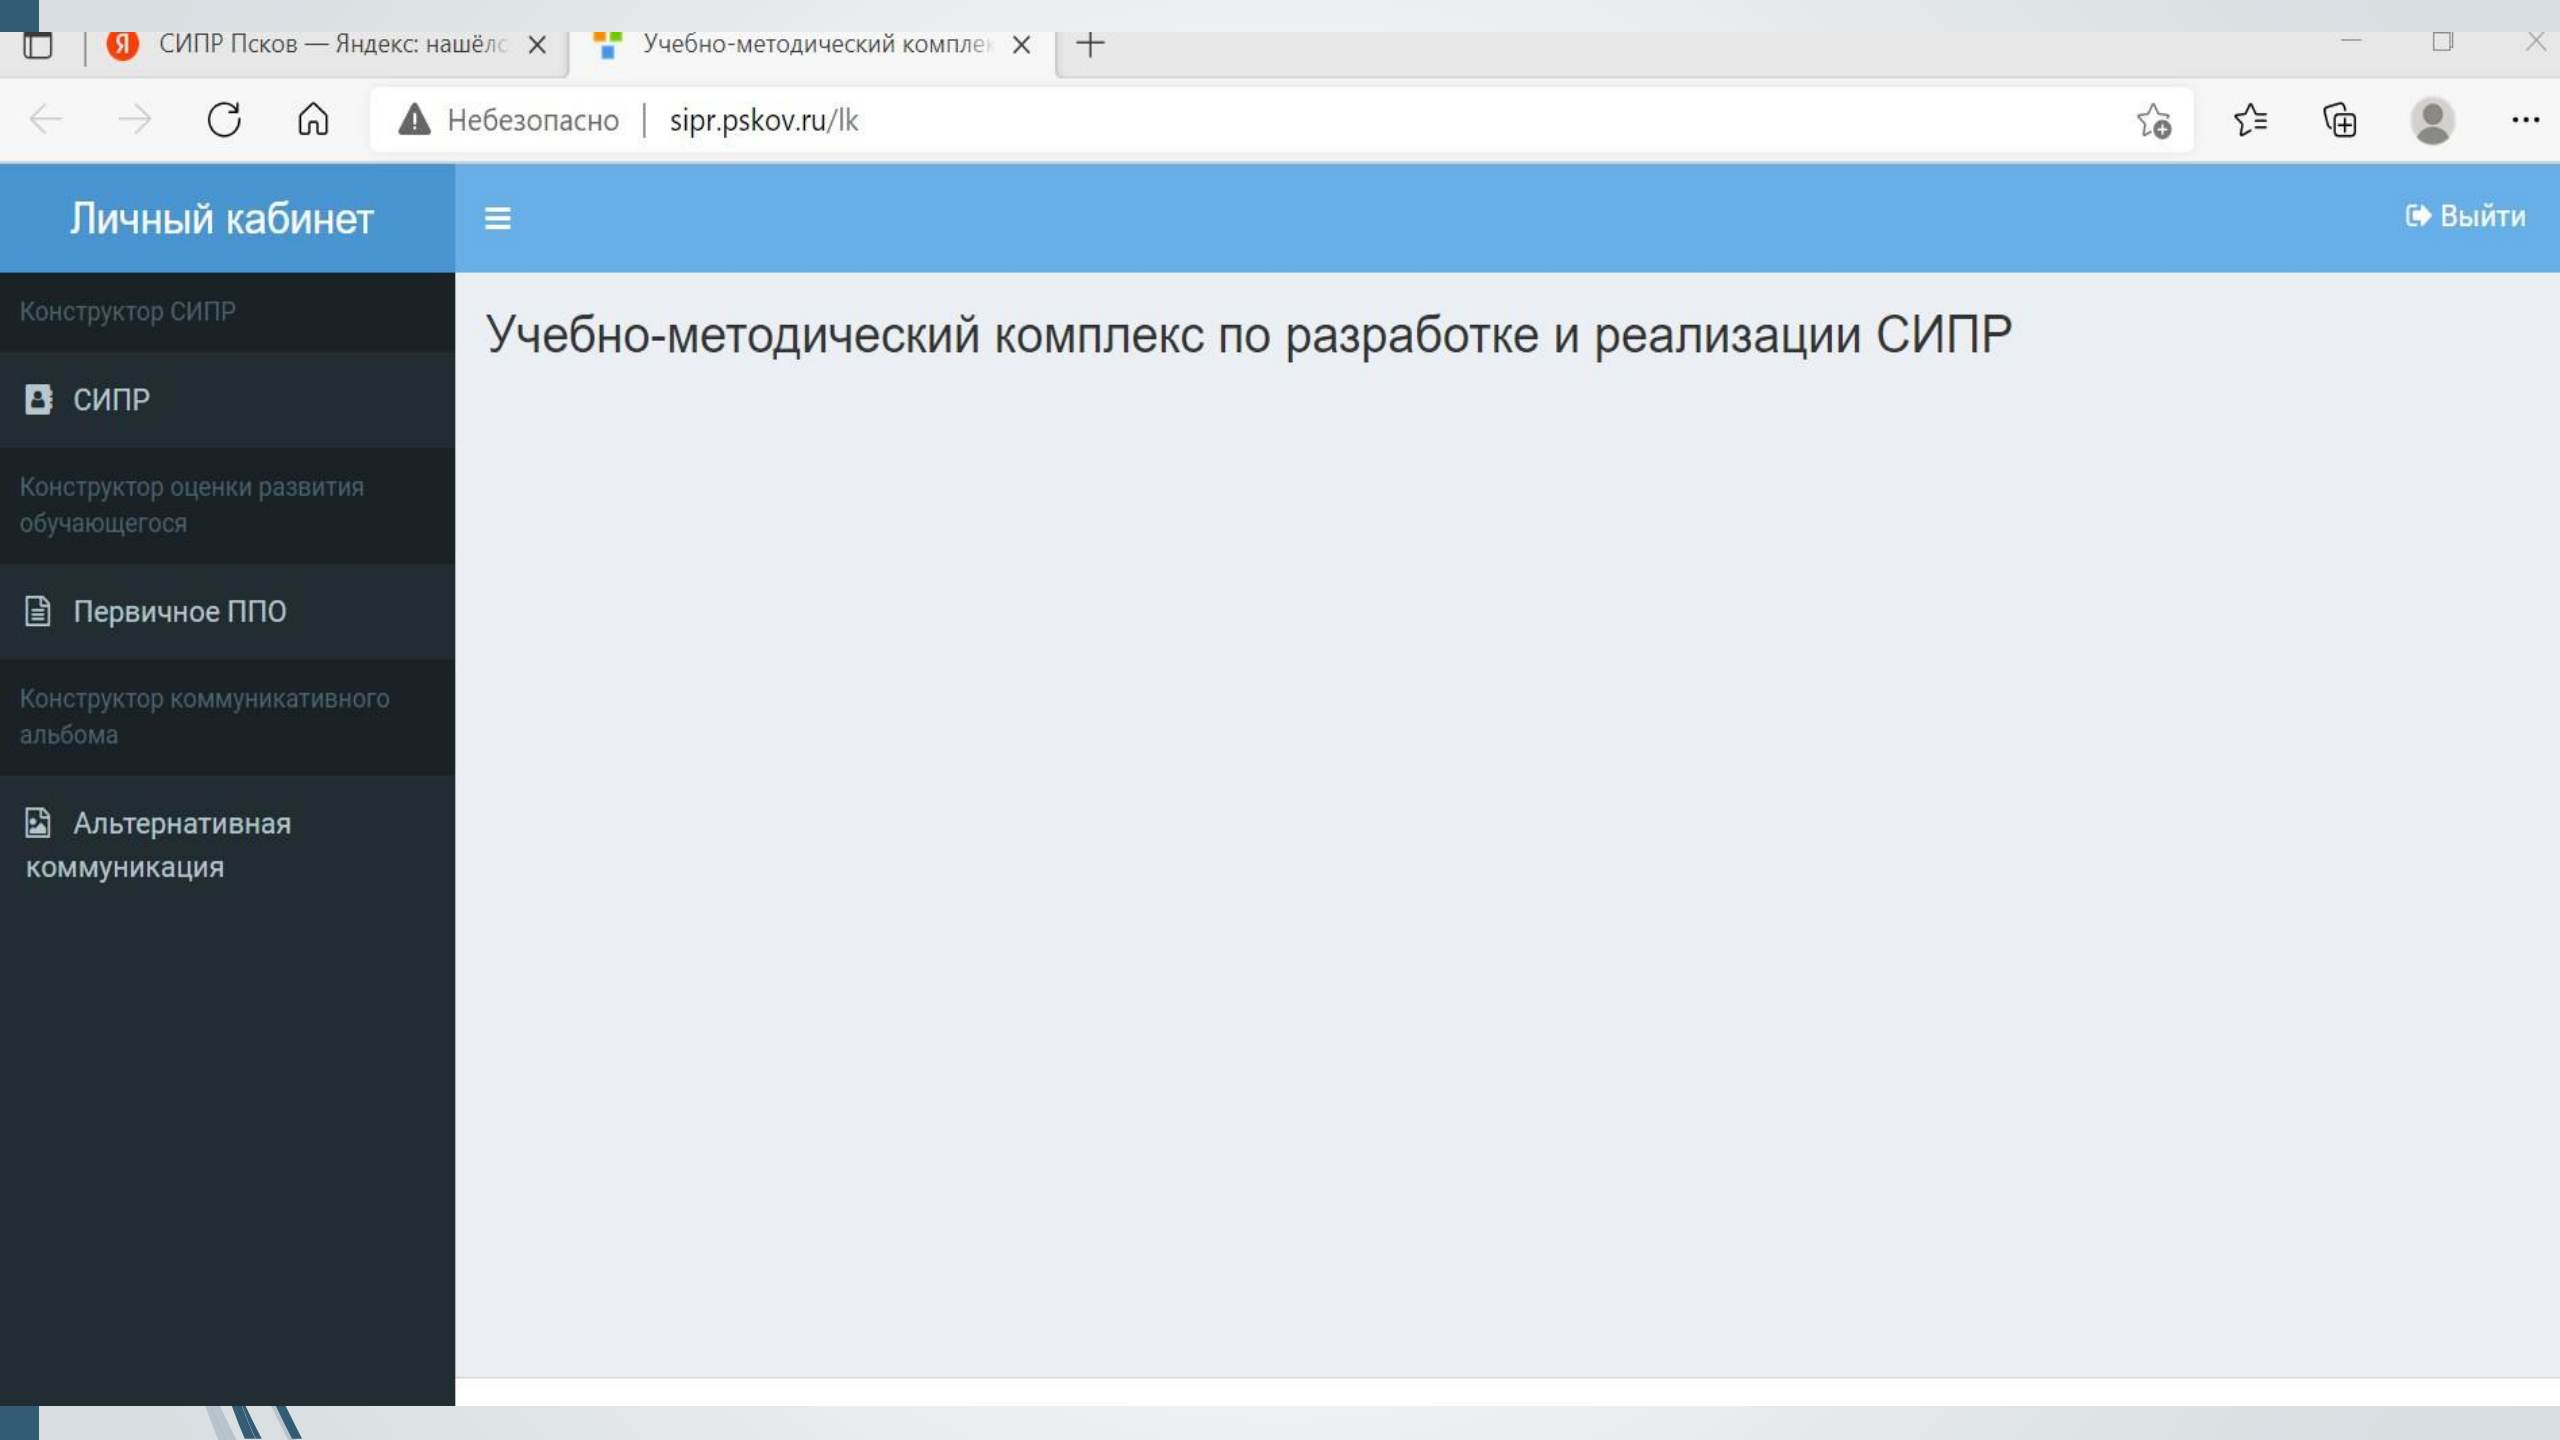 СИПР Псков — Яндекс: нашёлс
Учебно-методический комплек
Небезопасно | sipr.pskov.ru/lk
Личный кабинет
Выйти
Конструктор СИПР
Учебно-методический комплекс по разработке и реализации СИПР
СИПР
Конструктор оценки развития
обучающегося
Первичное ППО
Конструктор коммуникативного
альбома
Альтернативная
коммуникация